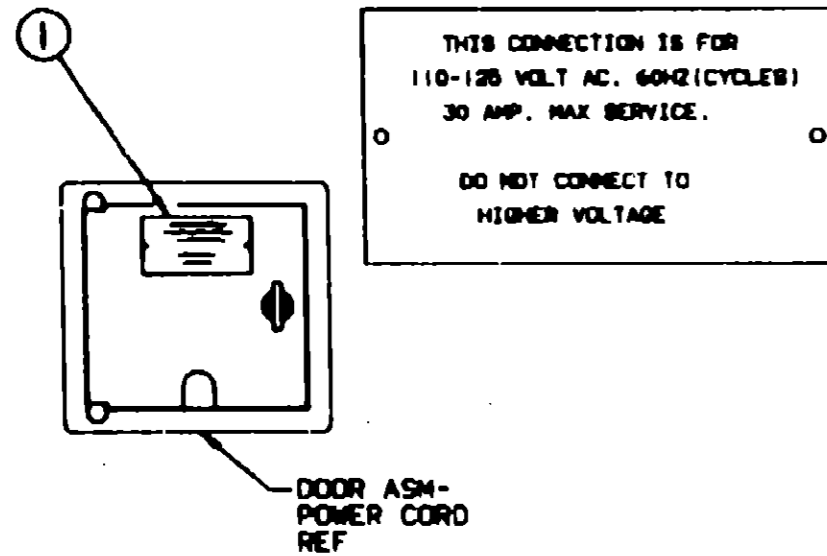 1
THIS CONNECTION IS FOR
110-125 VOLT AC. 60HZ(CYCLES)
30 AMP. MAX SERVICE.
DO NOT CONNECT TO
HIGHER VOLTAGE
DOOR ASM-
POWER CORD
REF